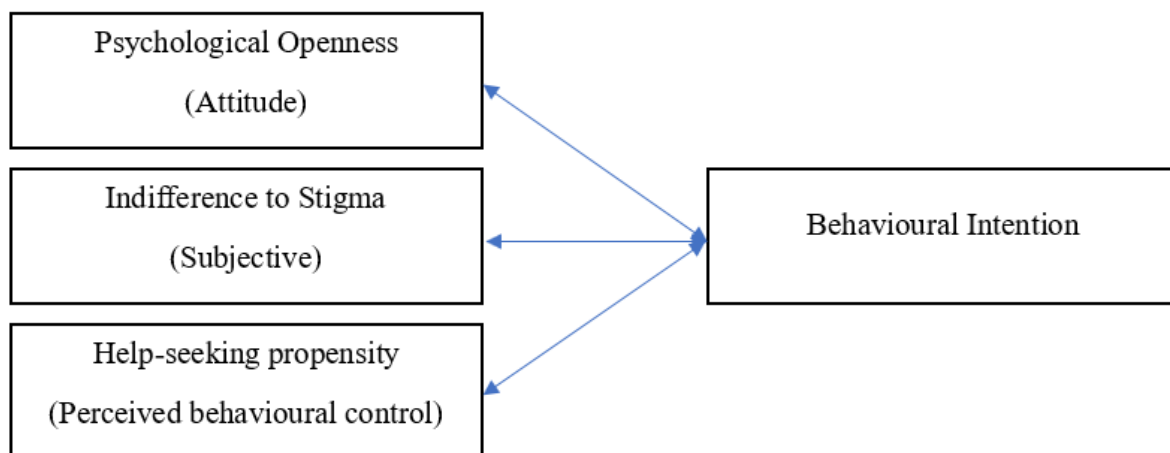 Psychological Openness
(Attitude)
Indifference to Stigma
(Subjective)
Help-seeking propensity
(Perceived behavioural control)
Behavioural Intention